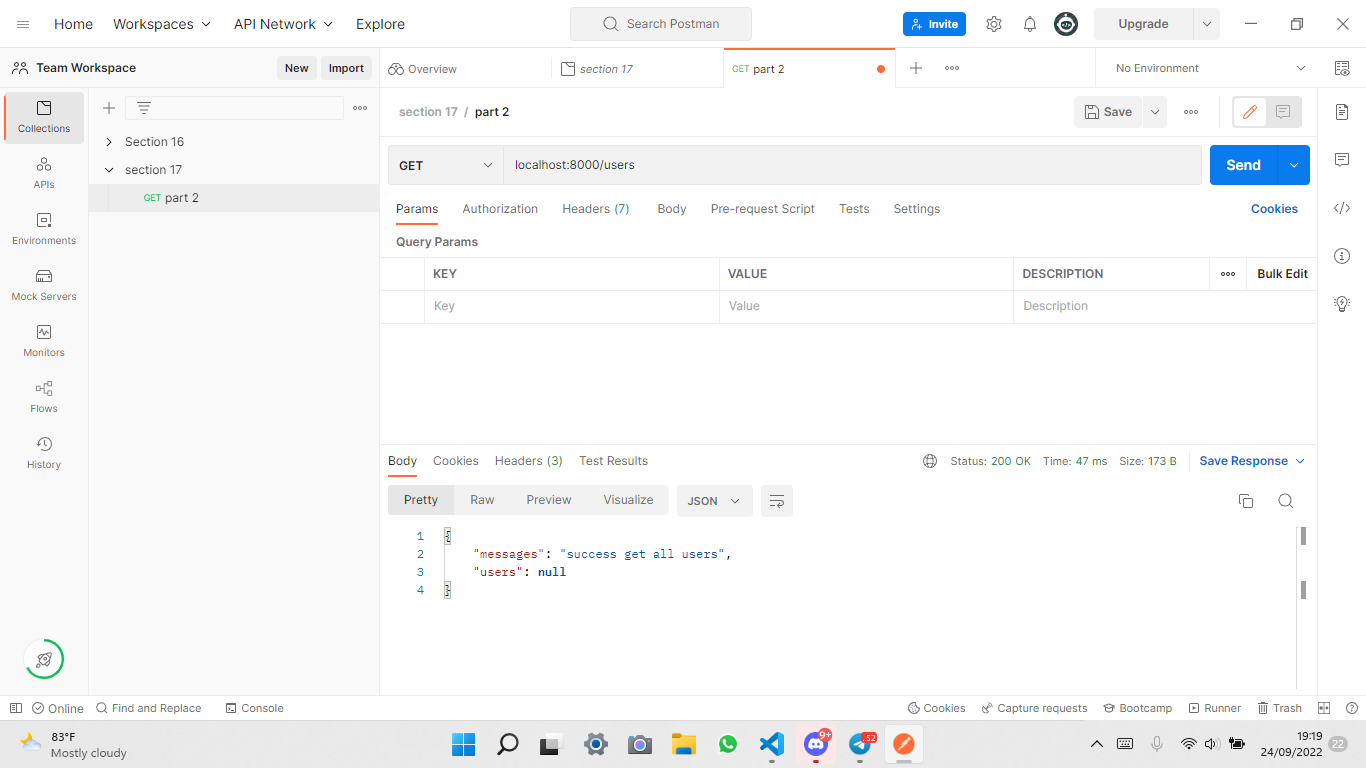 Home Workspaces API Network Explore Search Postman Invite Upgrade
Team Workspace New Import Overview section 17 GET part 2 No Environment
Collections
APIs
Environments
Mock Servers
Monitors
Flows
History
Section 16
section 17
GET part 2
section 17 / part 2 Save
GET localhost:8000/users Send
Params Authorization Headers (7) Body Pre-request Script Tests Settings Cookies
Query Params
KEY VALUE DESCRIPTION Bulk Edit
Key Value Description
Body Cookies Headers (3) Test Results Status: 200 OK Time: 47 ms Size: 173 B Save Response
Pretty Raw Preview Visualize JSON
1 {
2 "messages": "success get all users",
3 "users": null
4 }
Online Find and Replace Console Cookies Capture requests Bootcamp Runner Trash
83°F
Mostly cloudy
9+
52
19:19
24/09/2022
22